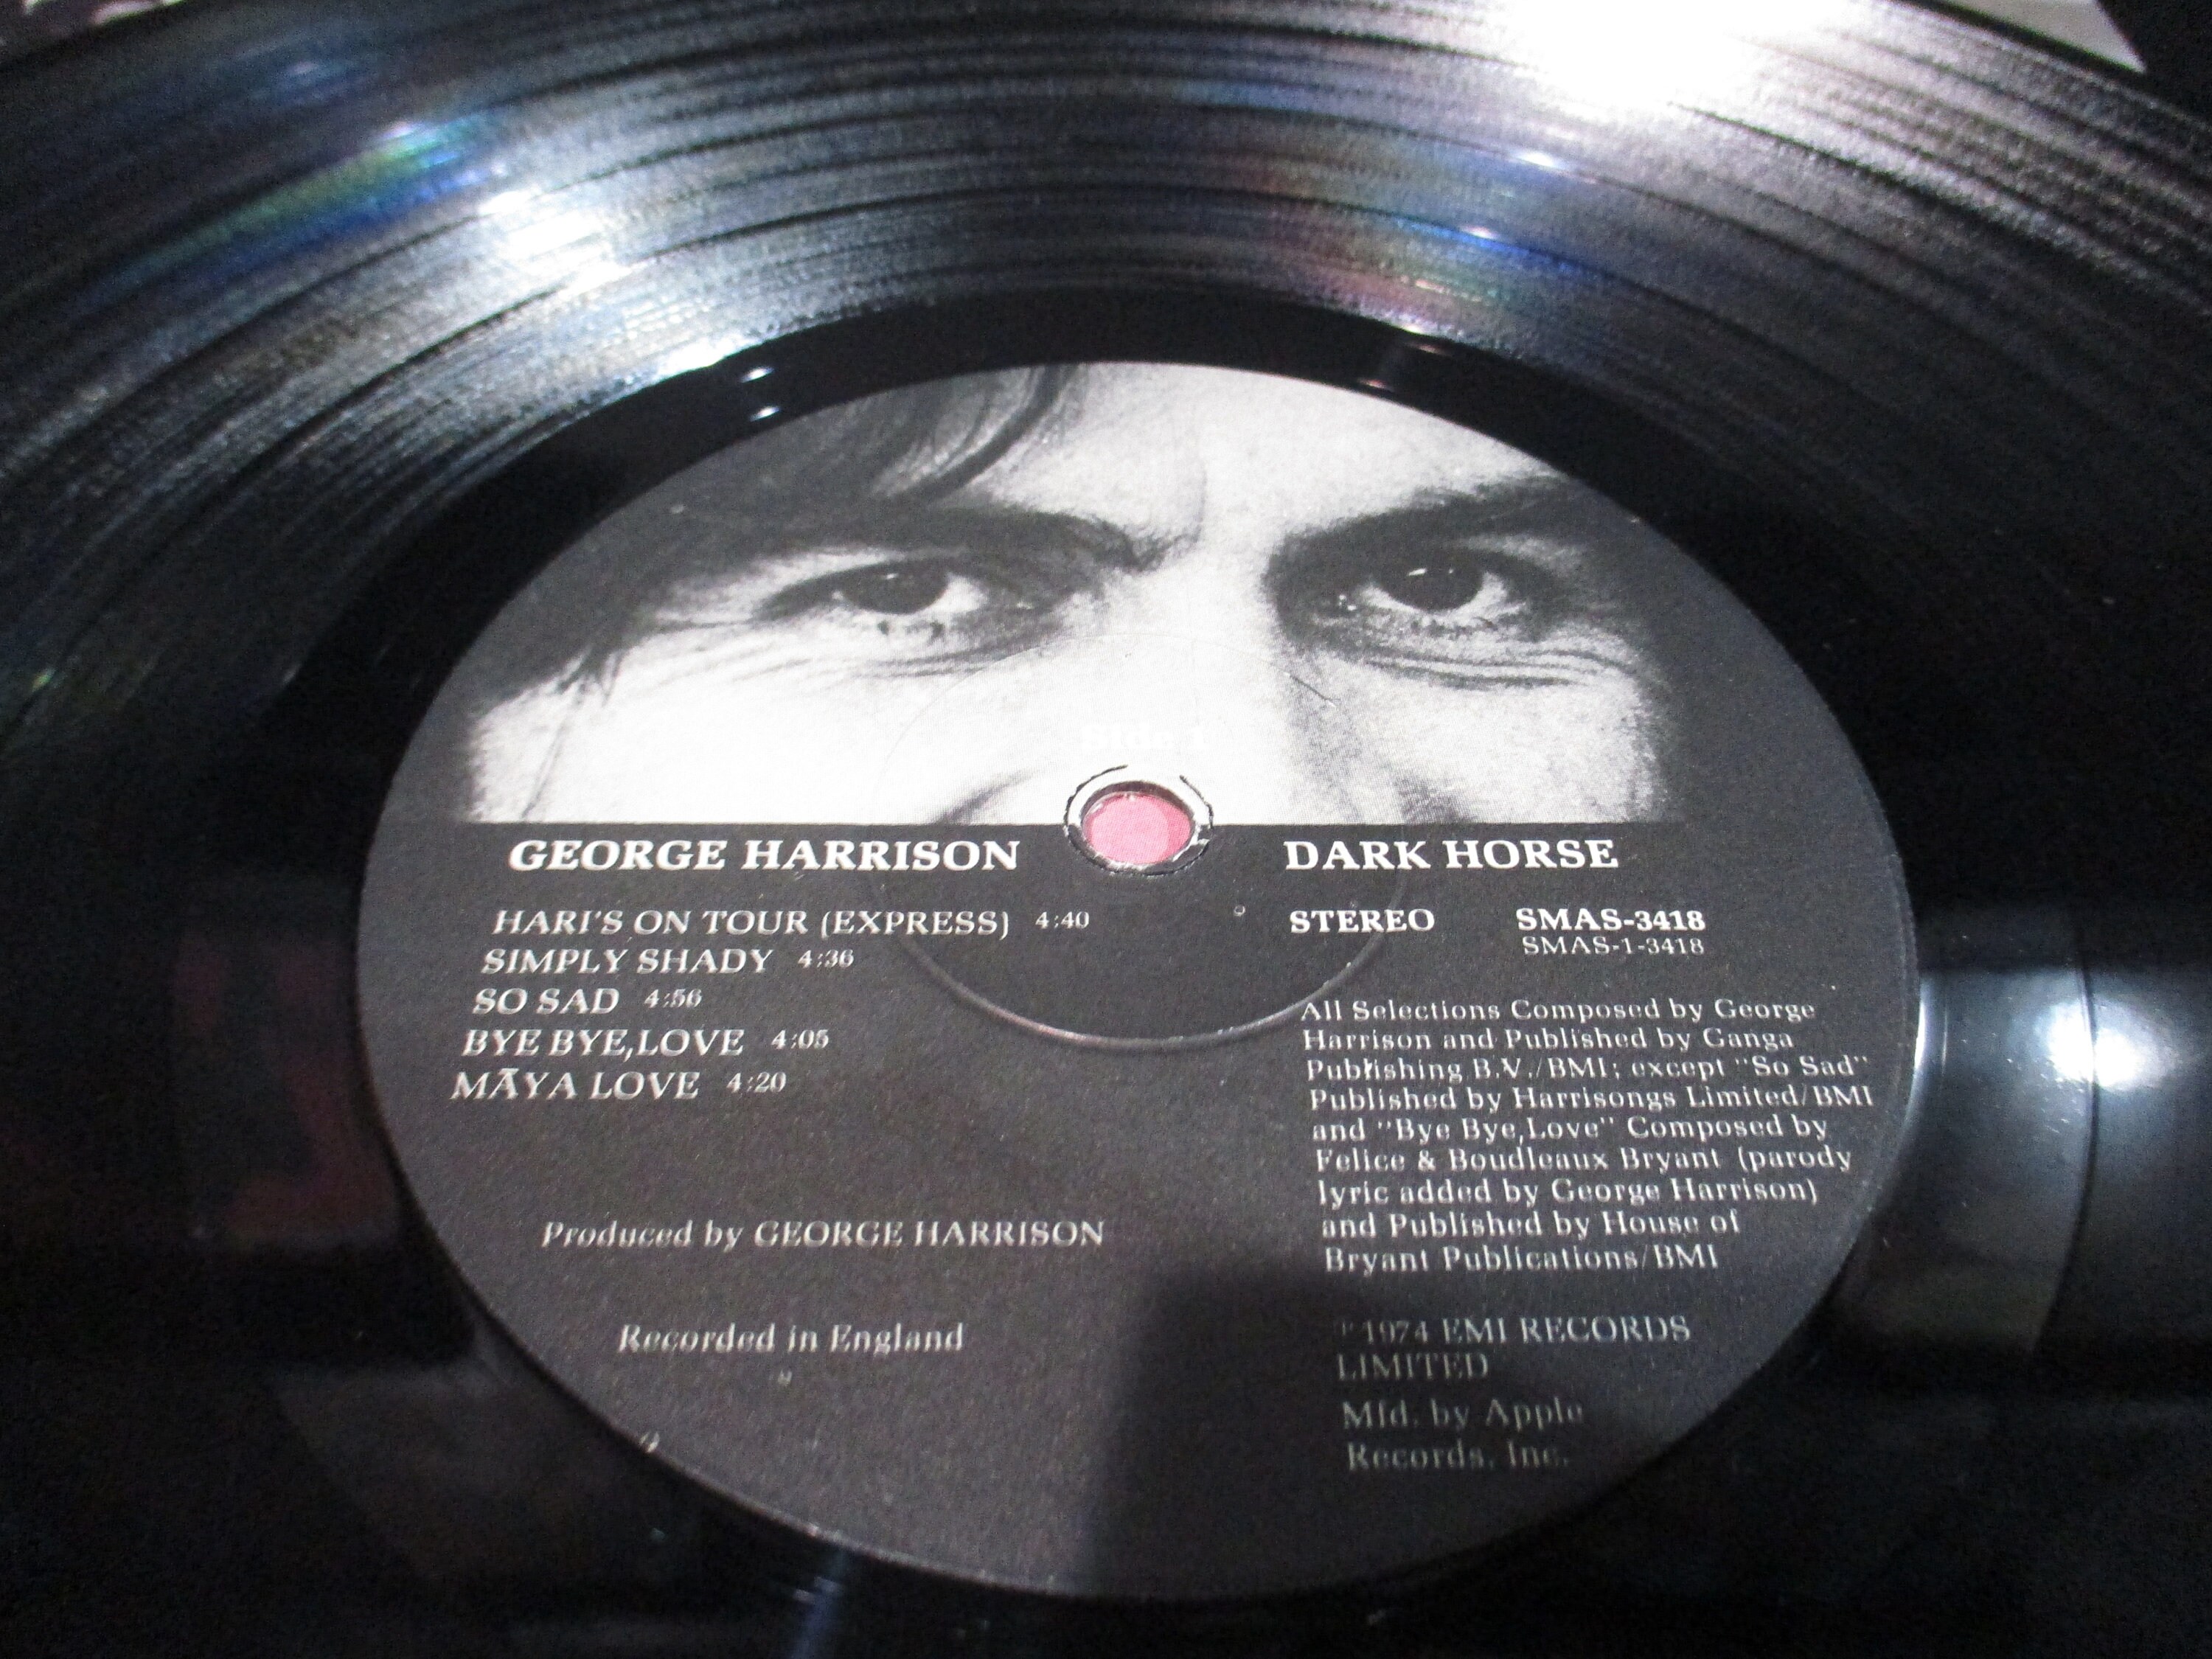 Side 1
GEORGE HARRISON
HARI'S ON TOUR (EXPRESS) 4:40
SIMPLY SHADY 4:36
SO SAD 4:56
BYE BYE,LOVE 4:05
MĀYA LOVE 4:20
Produced by GEORGE HARRISON
Recorded in England
DARK HORSE
STEREO SMAS-3418
SMAS-1-3418
All Selections Composed by George
Harrison and Published by Ganga
Publishing B.V./BMI; except "So Sad"
Published by Harrisongs Limited/BMI
and "Bye Bye,Love" Composed by
Felice & Boudleaux Bryant (parody
lyric added by George Harrison)
and Published by House of
Bryant Publications/BMI
℗ 1974 EMI RECORDS
LIMITED
Mfd. by Apple
Records, Inc.